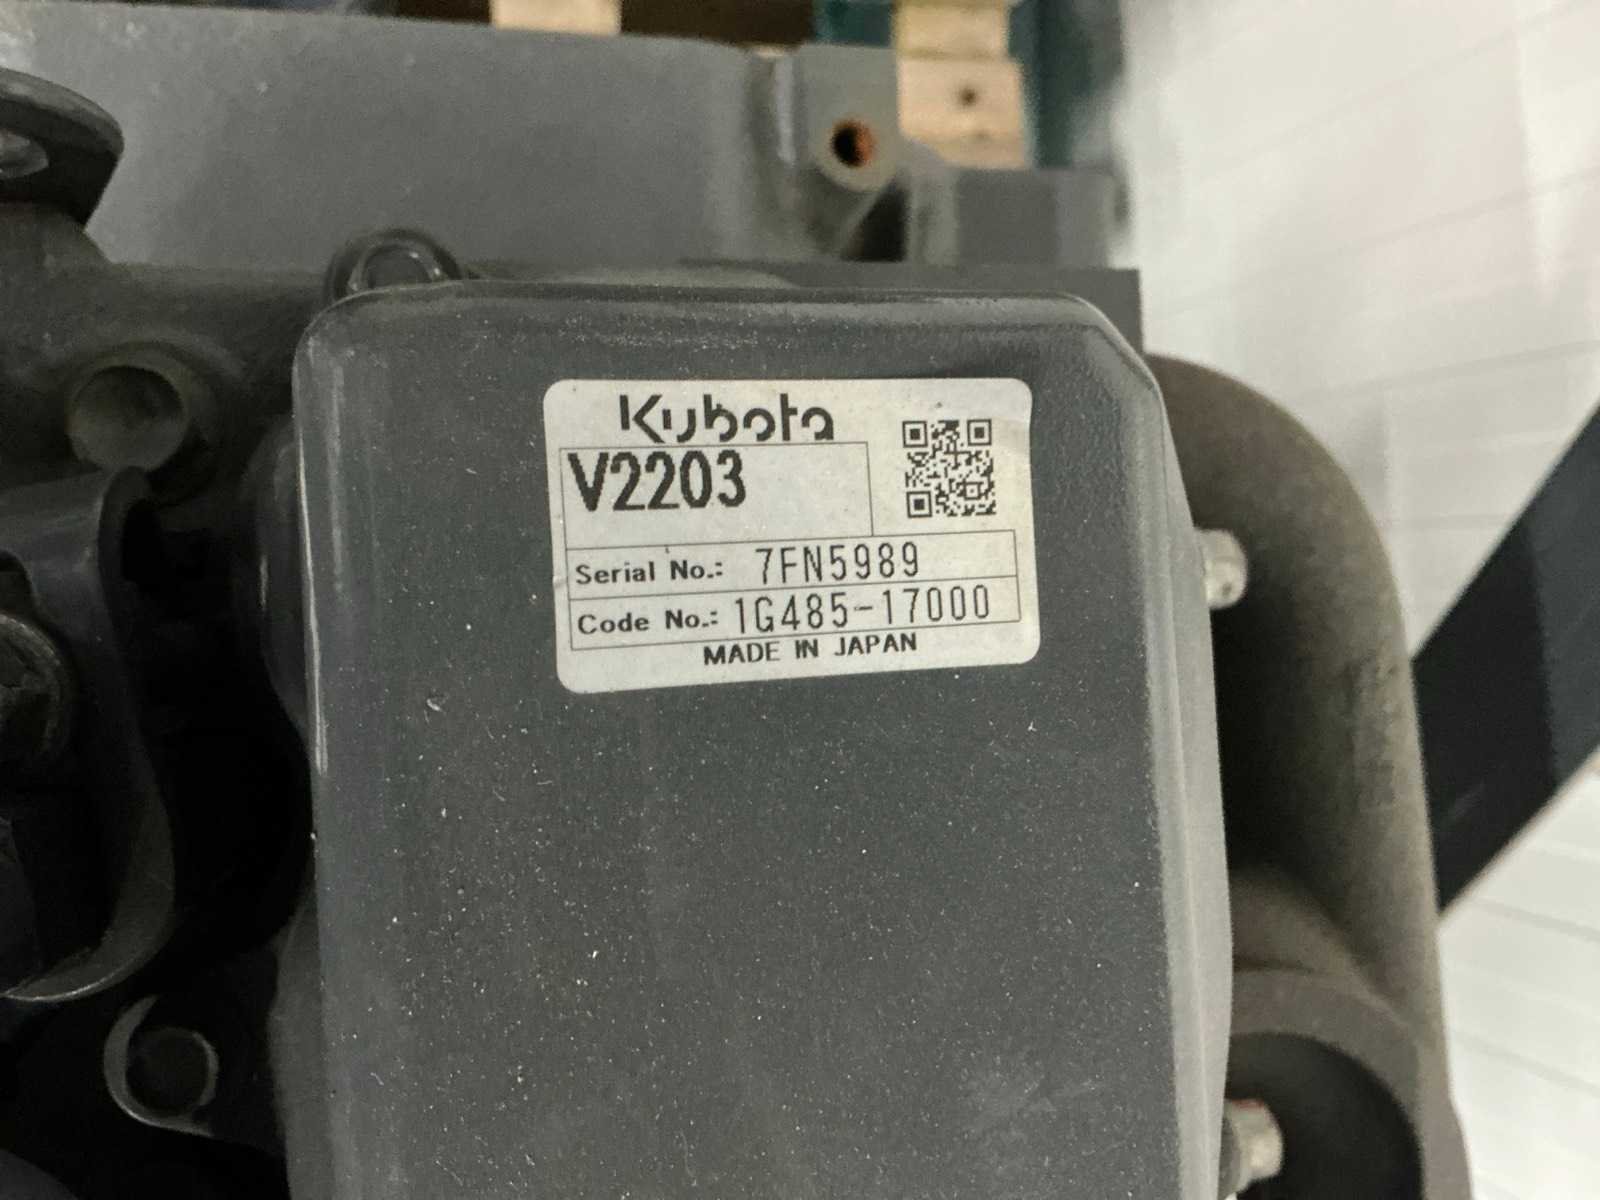 Kubota
V2203
Serial No.: 7FN5989
Code No.: 1G485-17000
MADE IN JAPAN